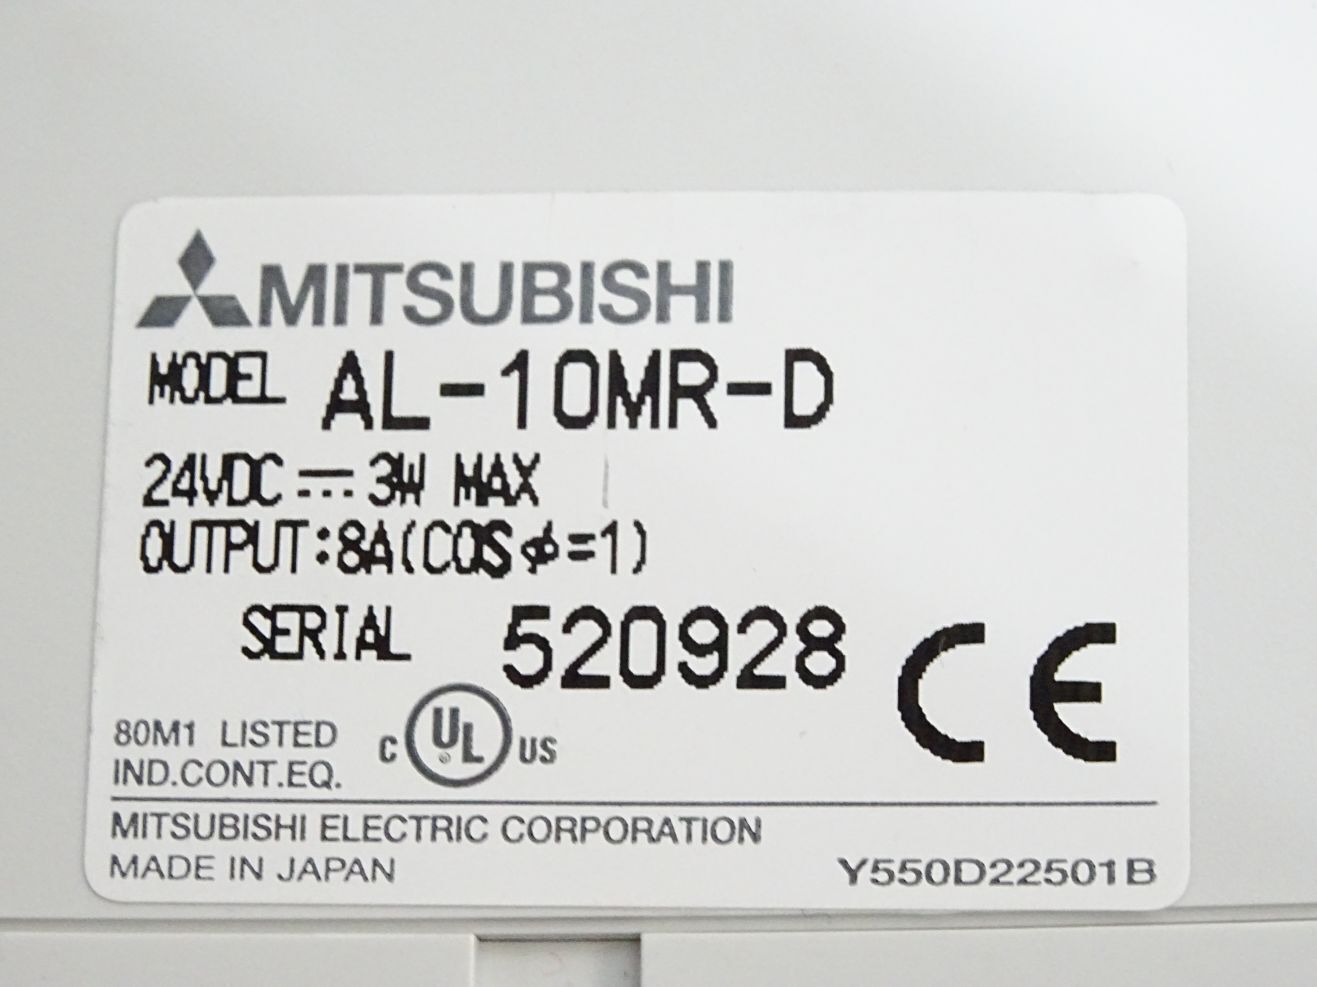 MITSUBISHI
MODEL AL-10MR-D
24VDC ⎓ 3W MAX
OUTPUT:8A(COSφ=1)
SERIAL 520928
CE
80M1 LISTED
IND.CONT.EQ.
C UL ® US
MITSUBISHI ELECTRIC CORPORATION
MADE IN JAPAN
Y550D22501B